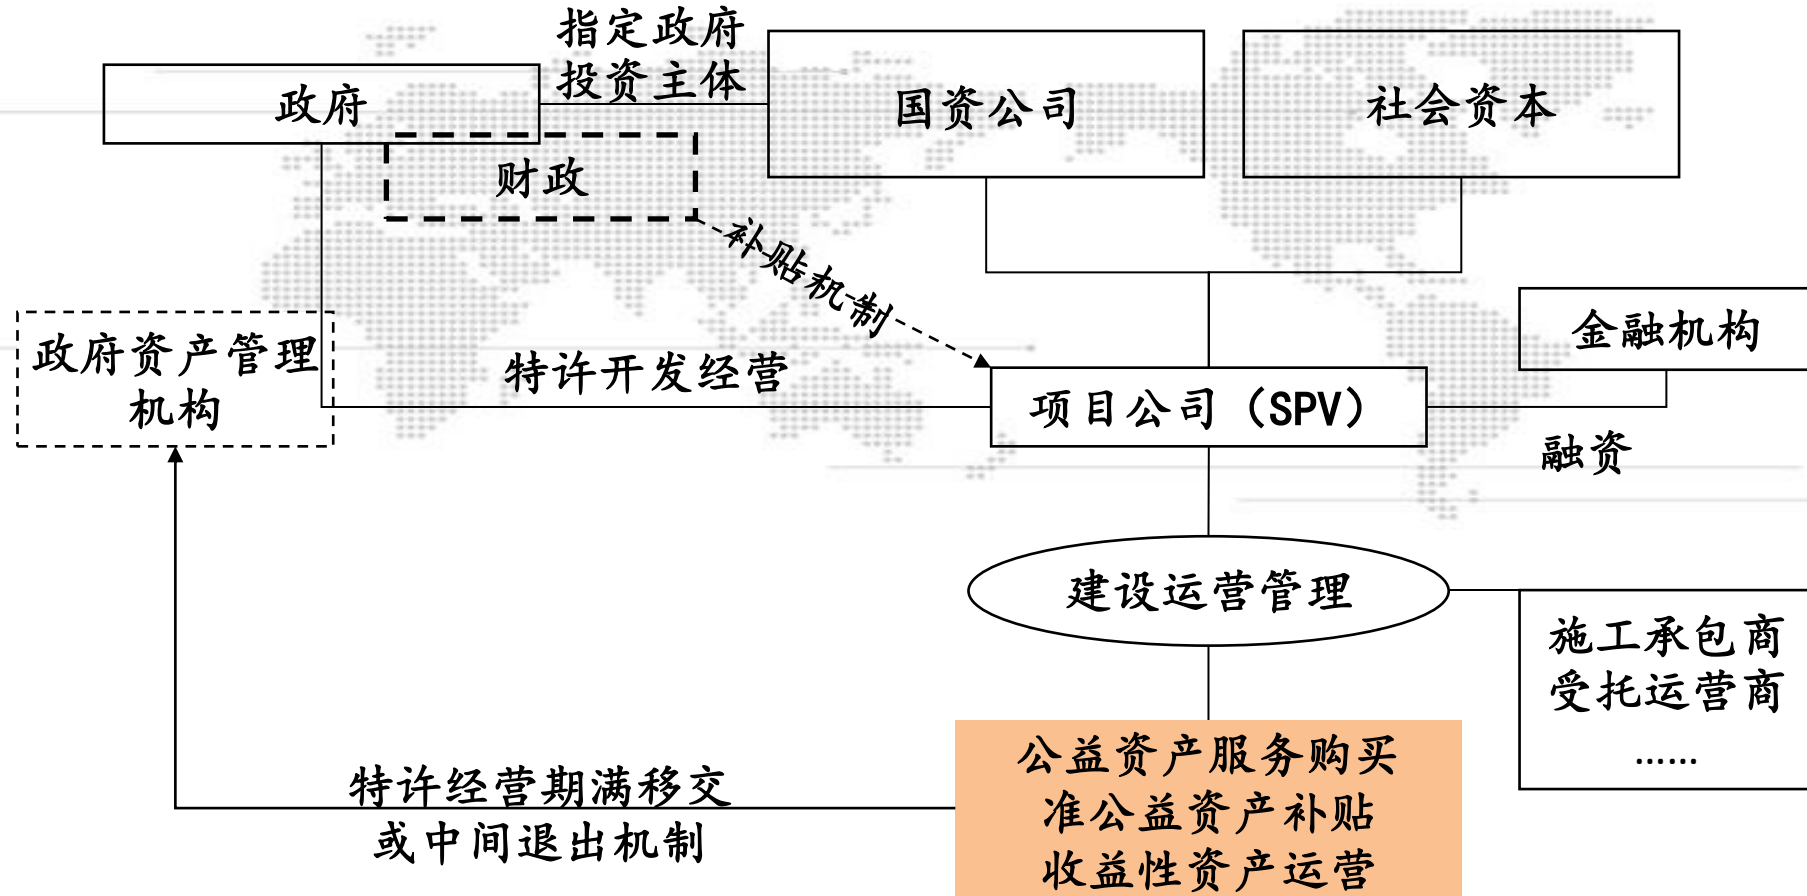 指定政府
投资主体
政府
国资公司
社会资本
财政
补贴机制
政府资产管理
机构
特许开发经营
金融机构
项目公司（SPV）
融资
建设运营管理
施工承包商
受托运营商
……
公益资产服务购买
准公益资产补贴
收益性资产运营
特许经营期满移交
或中间退出机制